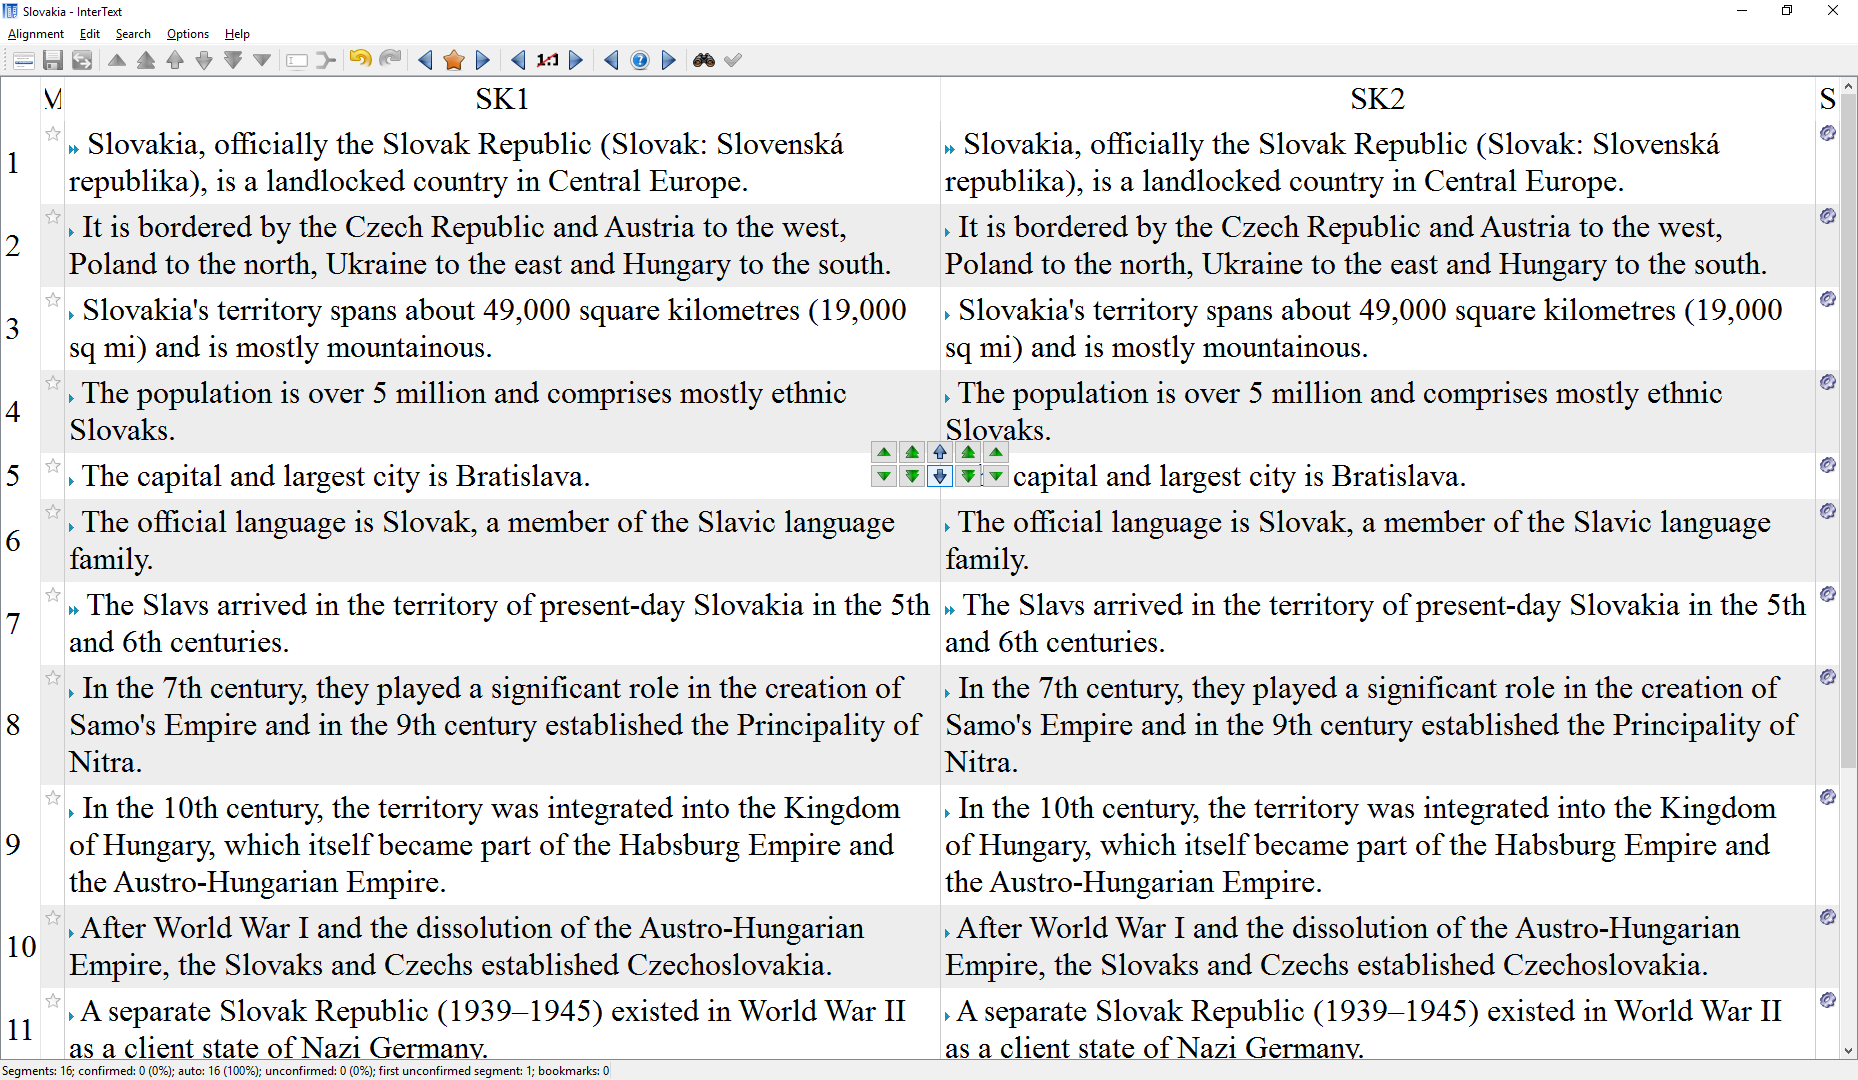 Slovakia - InterText
Alignment Edit Search Options Help
1:1
M SK1 SK2 S
1
Slovakia, officially the Slovak Republic (Slovak: Slovenská
republika), is a landlocked country in Central Europe.
Slovakia, officially the Slovak Republic (Slovak: Slovenská
republika), is a landlocked country in Central Europe.
2
It is bordered by the Czech Republic and Austria to the west,
Poland to the north, Ukraine to the east and Hungary to the south.
It is bordered by the Czech Republic and Austria to the west,
Poland to the north, Ukraine to the east and Hungary to the south.
3
Slovakia's territory spans about 49,000 square kilometres (19,000
sq mi) and is mostly mountainous.
Slovakia's territory spans about 49,000 square kilometres (19,000
sq mi) and is mostly mountainous.
4
The population is over 5 million and comprises mostly ethnic
Slovaks.
The population is over 5 million and comprises mostly ethnic
Slovaks.
5
The capital and largest city is Bratislava.
capital and largest city is Bratislava.
6
The official language is Slovak, a member of the Slavic language
family.
The official language is Slovak, a member of the Slavic language
family.
7
The Slavs arrived in the territory of present-day Slovakia in the 5th
and 6th centuries.
The Slavs arrived in the territory of present-day Slovakia in the 5th
and 6th centuries.
8
In the 7th century, they played a significant role in the creation of
Samo's Empire and in the 9th century established the Principality of
Nitra.
In the 7th century, they played a significant role in the creation of
Samo's Empire and in the 9th century established the Principality of
Nitra.
9
In the 10th century, the territory was integrated into the Kingdom
of Hungary, which itself became part of the Habsburg Empire and
the Austro-Hungarian Empire.
In the 10th century, the territory was integrated into the Kingdom
of Hungary, which itself became part of the Habsburg Empire and
the Austro-Hungarian Empire.
10
After World War I and the dissolution of the Austro-Hungarian
Empire, the Slovaks and Czechs established Czechoslovakia.
After World War I and the dissolution of the Austro-Hungarian
Empire, the Slovaks and Czechs established Czechoslovakia.
11
A separate Slovak Republic (1939–1945) existed in World War II
as a client state of Nazi Germany.
A separate Slovak Republic (1939–1945) existed in World War II
as a client state of Nazi Germany.
Segments: 16; confirmed: 0 (0%); auto: 16 (100%); unconfirmed: 0 (0%); first unconfirmed segment: 1; bookmarks: 0